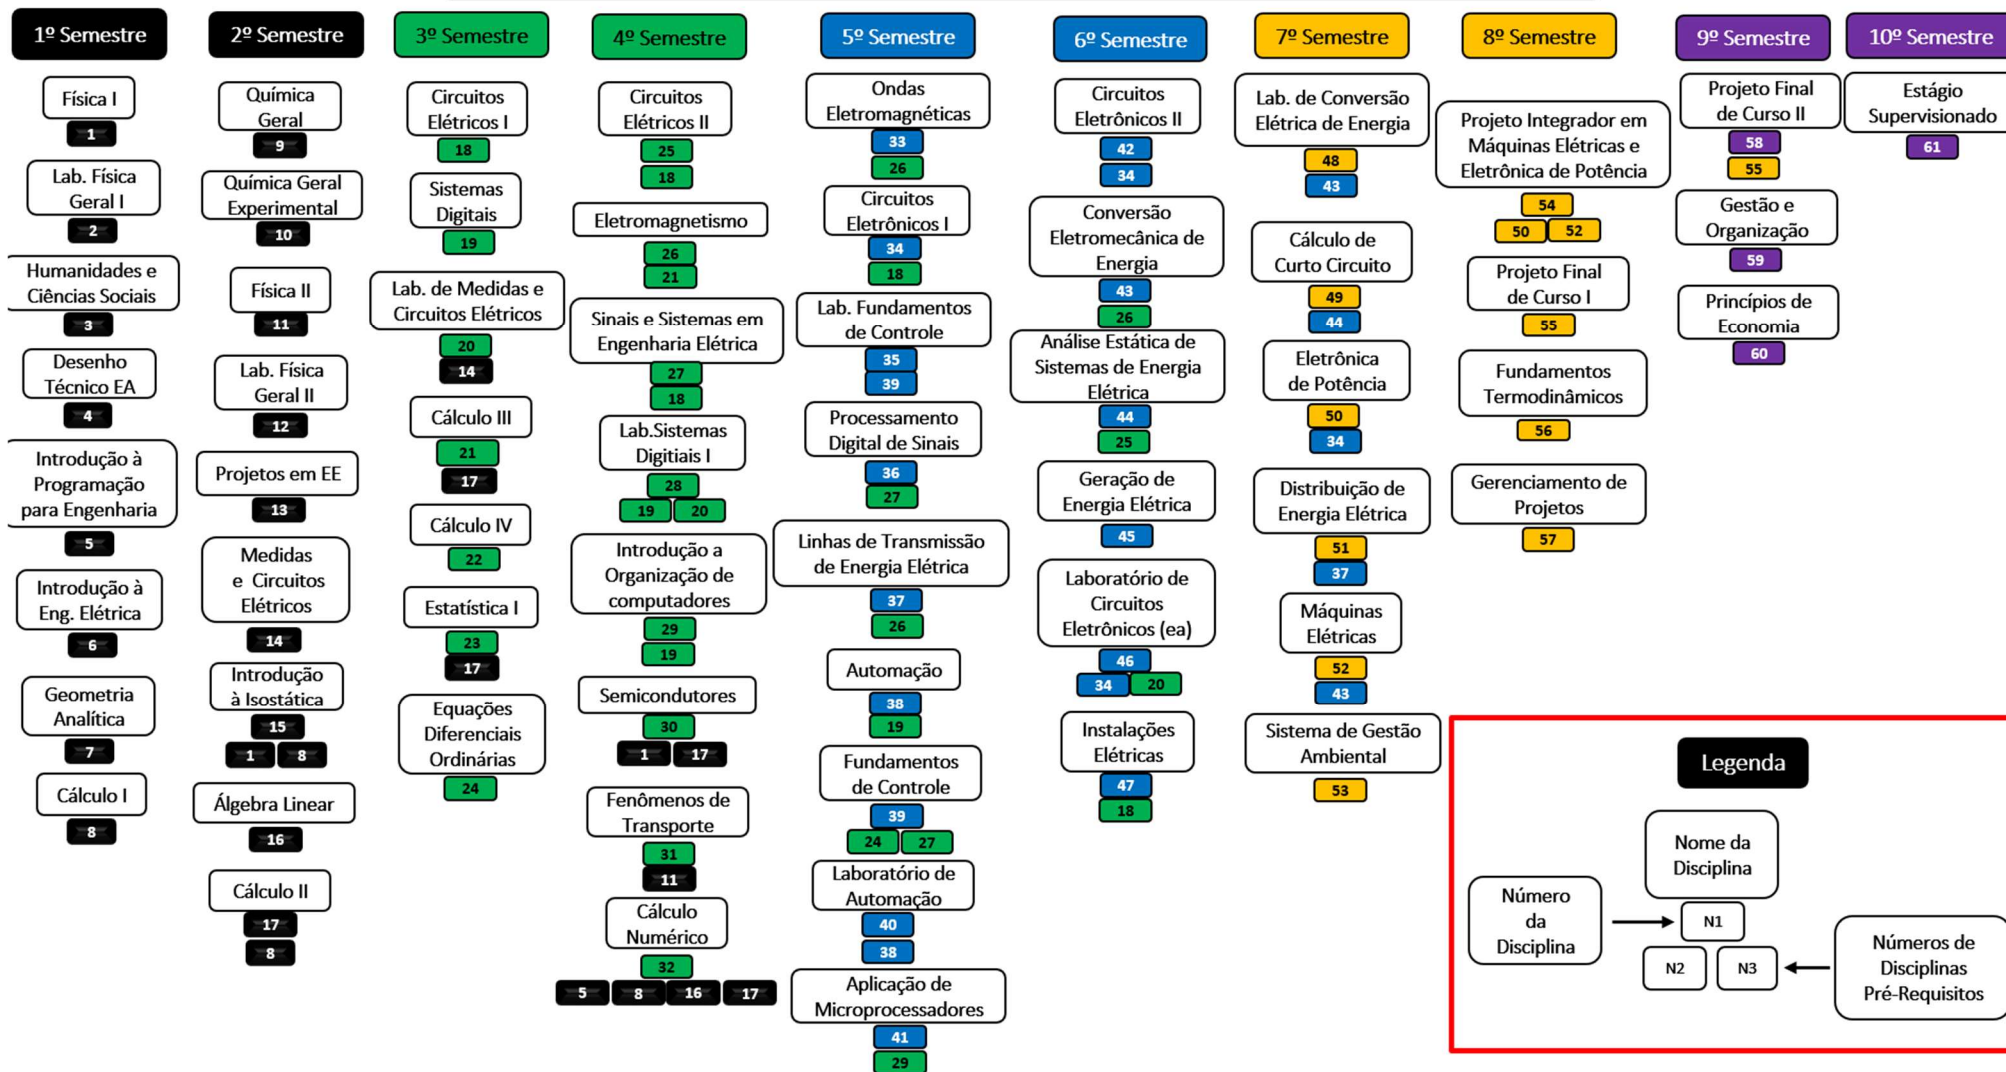 1º Semestre
Física I
1
Lab. Física
Geral I
2
Humanidades e
Ciências Sociais
3
Desenho
Técnico EA
4
Introdução à
Programação
para Engenharia
5
Introdução à
Eng. Elétrica
6
Geometria
Analítica
7
Cálculo I
8
2º Semestre
Química
Geral
9
Química Geral
Experimental
10
Física II
11
Lab. Física
Geral II
12
Projetos em EE
13
Medidas
e Circuitos
Elétricos
14
Introdução
à Isostática
15
1 8
Álgebra Linear
16
Cálculo II
17
8
3º Semestre
Circuitos
Elétricos I
18
Sistemas
Digitais
19
Lab. de Medidas e
Circuitos Elétricos
20
14
Cálculo III
21
17
Cálculo IV
22
Estatística I
23
17
Equações
Diferenciais
Ordinárias
24
4º Semestre
Circuitos
Elétricos II
25
18
Eletromagnetismo
26
21
Sinais e Sistemas em
Engenharia Elétrica
27
18
Lab.Sistemas
Digitiais I
28
19 20
Introdução a
Organização de
computadores
29
19
Semicondutores
30
1 17
Fenômenos de
Transporte
31
11
Cálculo
Numérico
32
5 8 16 17
5º Semestre
Ondas
Eletromagnéticas
33
26
Circuitos
Eletrônicos I
34
18
Lab. Fundamentos
de Controle
35
39
Processamento
Digital de Sinais
36
27
Linhas de Transmissão
de Energia Elétrica
37
26
Automação
38
19
Fundamentos
de Controle
39
24 27
Laboratório de
Automação
40
38
Aplicação de
Microprocessadores
41
29
6º Semestre
Circuitos
Eletrônicos II
42
34
Conversão
Eletromecânica de
Energia
43
26
Análise Estática de
Sistemas de Energia
Elétrica
44
25
Geração de
Energia Elétrica
45
Laboratório de
Circuitos
Eletrônicos (ea)
46
34 20
Instalações
Elétricas
47
18
7º Semestre
Lab. de Conversão
Elétrica de Energia
48
43
Cálculo de
Curto Circuito
49
44
Eletrônica
de Potência
50
34
Distribuição de
Energia Elétrica
51
37
Máquinas
Elétricas
52
43
Sistema de Gestão
Ambiental
53
8º Semestre
Projeto Integrador em
Máquinas Elétricas e
Eletrônica de Potência
54
50 52
Projeto Final
de Curso I
55
Fundamentos
Termodinâmicos
56
Gerenciamento de
Projetos
57
9º Semestre
Projeto Final
de Curso II
58
55
Gestão e
Organização
59
Princípios de
Economia
60
10º Semestre
Estágio
Supervisionado
61
Legenda
Nome da
Disciplina
Número
da
Disciplina
N1
N2 N3
Números de
Disciplinas
Pré-Requisitos